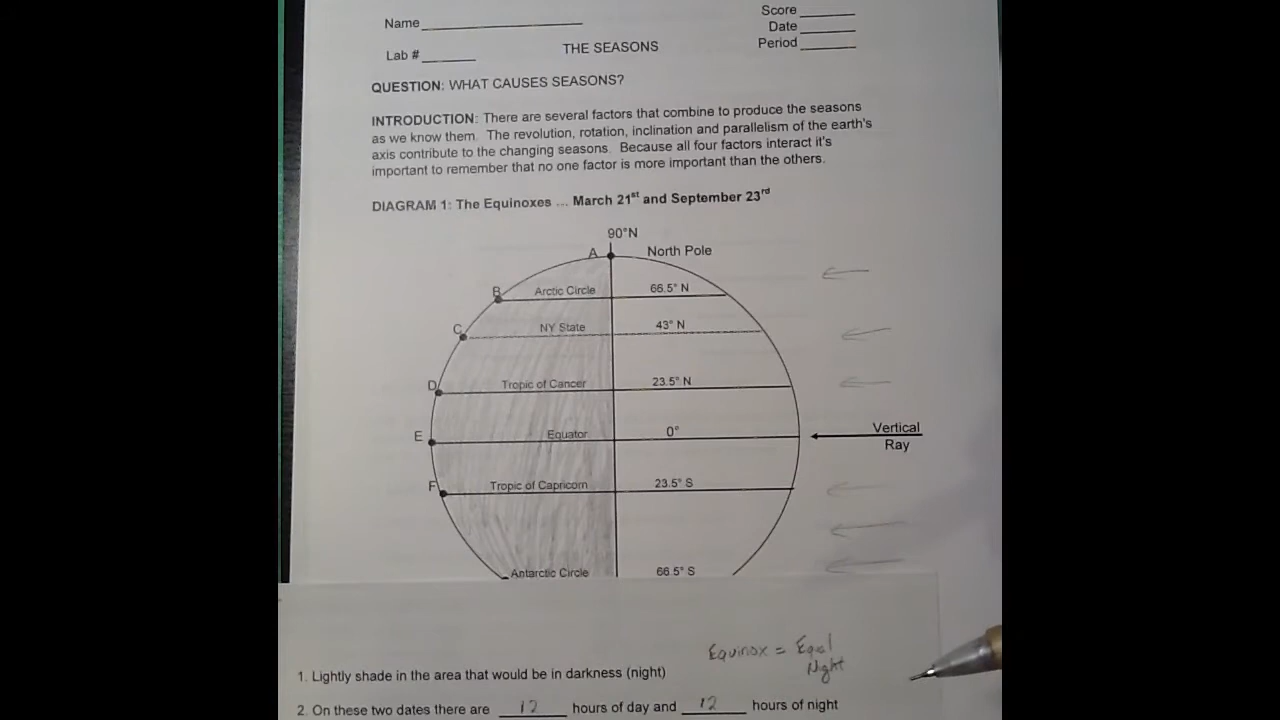 Name
Score
Date
Lab #
THE SEASONS
Period
QUESTION: WHAT CAUSES SEASONS?
INTRODUCTION: There are several factors that combine to produce the seasons
as we know them. The revolution, rotation, inclination and parallelism of the earth's
axis contribute to the changing seasons. Because all four factors interact it's
important to remember that no one factor is more important than the others.
DIAGRAM 1: The Equinoxes ... March 21st and September 23rd
90°N
A
North Pole
B
Arctic Circle
66.5° N
C
NY State
43° N
D
Tropic of Cancer
23.5° N
E
Equator
0°
Vertical
Ray
F
Tropic of Capricorn
23.5° S
Antarctic Circle
66.5° S
Equinox = Eqal
Night
1. Lightly shade in the area that would be in darkness (night)
2. On these two dates there are 12 hours of day and 12 hours of night